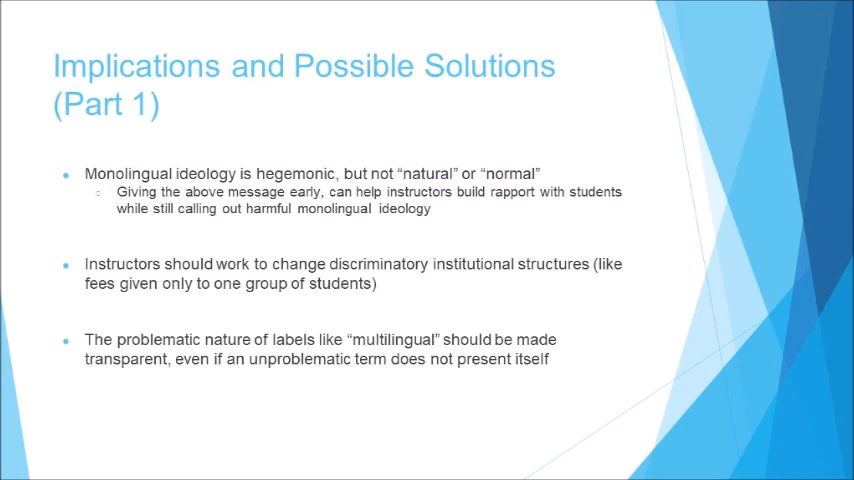 Implications and Possible Solutions
(Part 1)
Monolingual ideology is hegemonic, but not “natural” or “normal”
Giving the above message early, can help instructors build rapport with students
while still calling out harmful monolingual ideology
Instructors should work to change discriminatory institutional structures (like
fees given only to one group of students)
The problematic nature of labels like “multilingual” should be made
transparent, even if an unproblematic term does not present itself